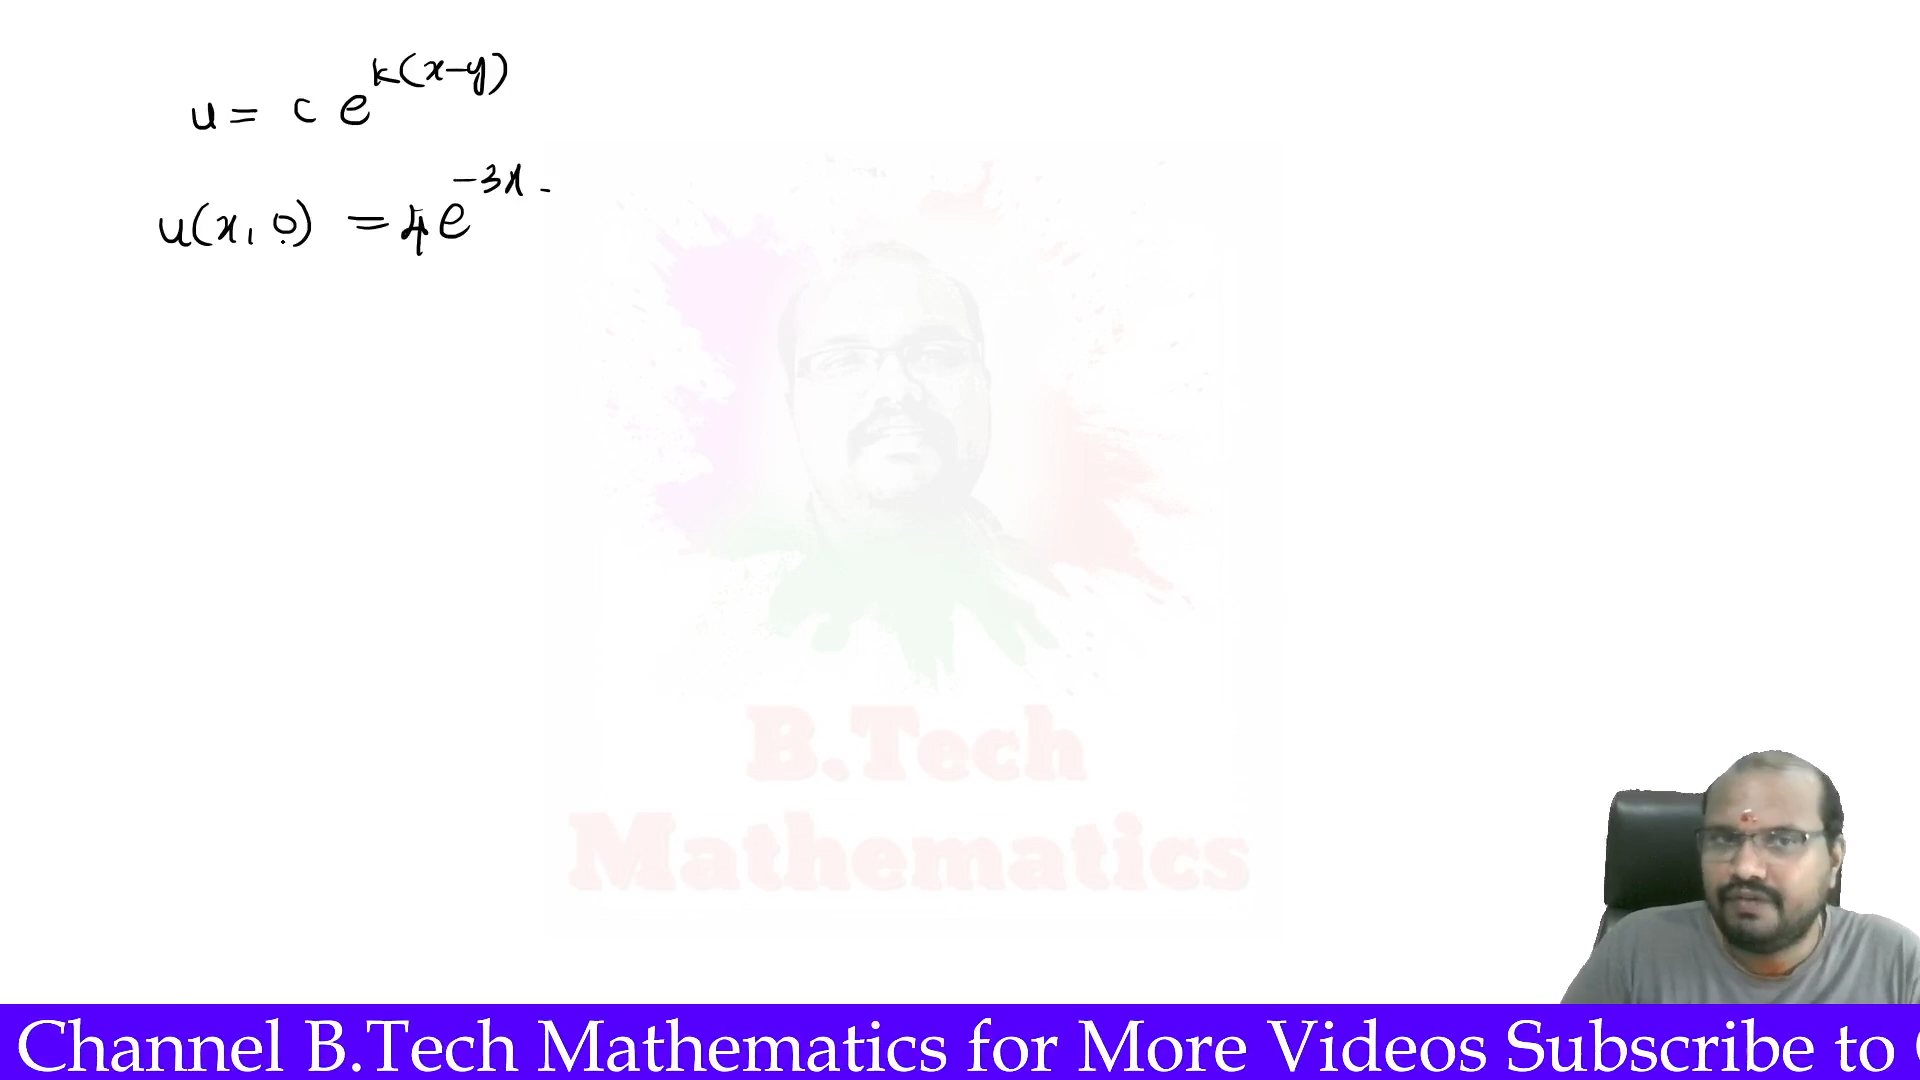 u = c e^{k(x-y)}
u(x, 0) = 4e^{-3x} -
B.Tech
Mathematics
Channel B.Tech Mathematics for More Videos Subscribe to